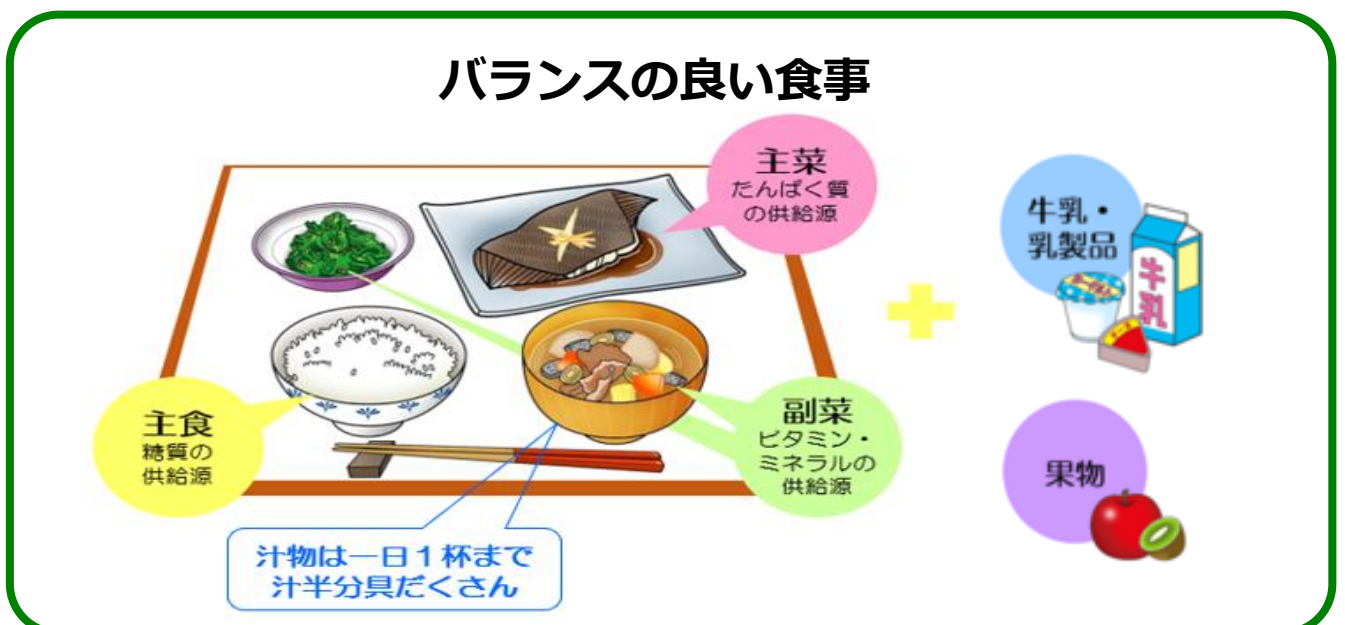 バランスの良い食事
主菜
たんぱく質
の供給源
牛乳・
乳製品
牛乳
主食
糖質の
供給源
副菜
ビタミン・
ミネラルの
供給源
果物
汁物は一日1杯まで
汁半分具だくさん